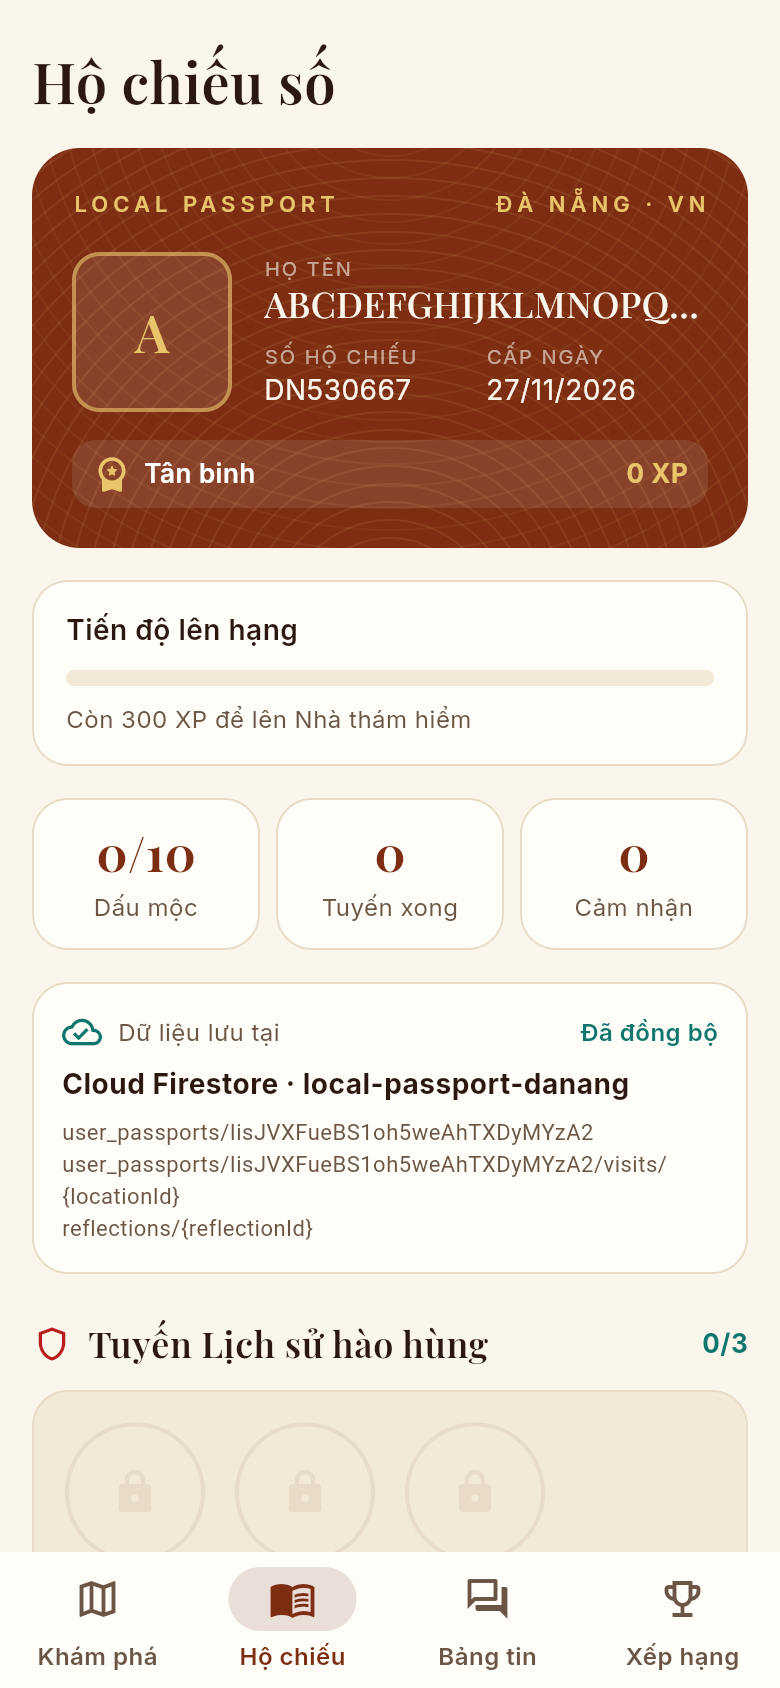 Hộ chiếu số
LOCAL PASSPORT
ĐÀ NẴNG · VN
A
HỌ TÊN
ABCDEFGHIJKLMNOPQ...
SỐ HỘ CHIẾU
CẤP NGÀY
DN530667
27/11/2026
Tân binh
0 XP
Tiến độ lên hạng
Còn 300 XP để lên Nhà thám hiểm
0/10
0
0
Dấu mộc
Tuyến xong
Cảm nhận
Dữ liệu lưu tại
Đã đồng bộ
Cloud Firestore · local-passport-danang
user_passports/lisJVXFueBS1oh5weAhTXDyMYzA2
user_passports/lisJVXFueBS1oh5weAhTXDyMYzA2/visits/
{locationId}
reflections/{reflectionId}
Tuyến Lịch sử hào hùng
0/3
Khám phá
Hộ chiếu
Bảng tin
Xếp hạng